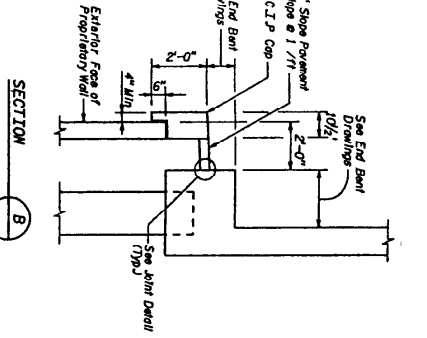 Slope Pavement
Slope @ 1 /ft
C.I.P Cap
End Bent
2'-0"
6"
4" Min
Exterior Face of
Proprietary Wall
See End Bent
Drawings
10½"
2'-0"
See Joint Detail
(Typ.)
SECTION
B